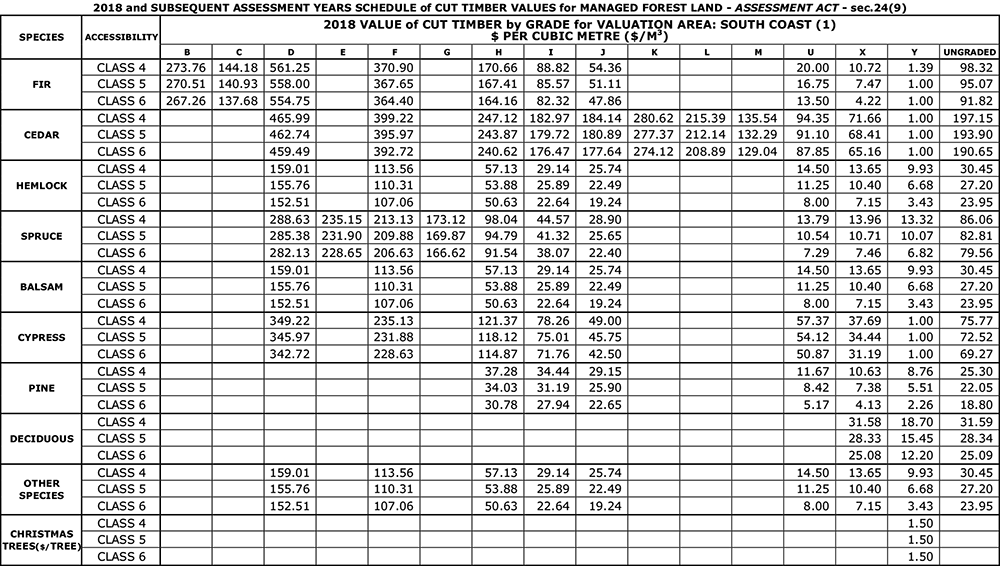 2018 and SUBSEQUENT ASSESSMENT YEARS SCHEDULE of CUT TIMBER VALUES for MANAGED FOREST LAND - ASSESSMENT ACT - sec.24(9)
SPECIES ACCESSIBILITY 2018 VALUE of CUT TIMBER by GRADE for VALUATION AREA: SOUTH COAST (1)
$ PER CUBIC METRE ($/M³)
B C D E F G H I J K L M U X Y UNGRADED
FIR CLASS 4 273.76 144.18 561.25 370.90 170.66 88.82 54.36 20.00 10.72 1.39 98.32
CLASS 5 270.51 140.93 558.00 367.65 167.41 85.57 51.11 16.75 7.47 1.00 95.07
CLASS 6 267.26 137.68 554.75 364.40 164.16 82.32 47.86 13.50 4.22 1.00 91.82
CEDAR CLASS 4 465.99 399.22 247.12 182.97 184.14 280.62 215.39 135.54 94.35 71.66 1.00 197.15
CLASS 5 462.74 395.97 243.87 179.72 180.89 277.37 212.14 132.29 91.10 68.41 1.00 193.90
CLASS 6 459.49 392.72 240.62 176.47 177.64 274.12 208.89 129.04 87.85 65.16 1.00 190.65
HEMLOCK CLASS 4 159.01 113.56 57.13 29.14 25.74 14.50 13.65 9.93 30.45
CLASS 5 155.76 110.31 53.88 25.89 22.49 11.25 10.40 6.68 27.20
CLASS 6 152.51 107.06 50.63 22.64 19.24 8.00 7.15 3.43 23.95
SPRUCE CLASS 4 288.63 235.15 213.13 173.12 98.04 44.57 28.90 13.79 13.96 13.32 86.06
CLASS 5 285.38 231.90 209.88 169.87 94.79 41.32 25.65 10.54 10.71 10.07 82.81
CLASS 6 282.13 228.65 206.63 166.62 91.54 38.07 22.40 7.29 7.46 6.82 79.56
BALSAM CLASS 4 159.01 113.56 57.13 29.14 25.74 14.50 13.65 9.93 30.45
CLASS 5 155.76 110.31 53.88 25.89 22.49 11.25 10.40 6.68 27.20
CLASS 6 152.51 107.06 50.63 22.64 19.24 8.00 7.15 3.43 23.95
CYPRESS CLASS 4 349.22 235.13 121.37 78.26 49.00 57.37 37.69 1.00 75.77
CLASS 5 345.97 231.88 118.12 75.01 45.75 54.12 34.44 1.00 72.52
CLASS 6 342.72 228.63 114.87 71.76 42.50 50.87 31.19 1.00 69.27
PINE CLASS 4 37.28 34.44 29.15 11.67 10.63 8.76 25.30
CLASS 5 34.03 31.19 25.90 8.42 7.38 5.51 22.05
CLASS 6 30.78 27.94 22.65 5.17 4.13 2.26 18.80
DECIDUOUS CLASS 4 31.58 18.70 31.59
CLASS 5 28.33 15.45 28.34
CLASS 6 25.08 12.20 25.09
OTHER SPECIES CLASS 4 159.01 113.56 57.13 29.14 25.74 14.50 13.65 9.93 30.45
CLASS 5 155.76 110.31 53.88 25.89 22.49 11.25 10.40 6.68 27.20
CLASS 6 152.51 107.06 50.63 22.64 19.24 8.00 7.15 3.43 23.95
CHRISTMAS TREES($/TREE) CLASS 4 1.50
CLASS 5 1.50
CLASS 6 1.50